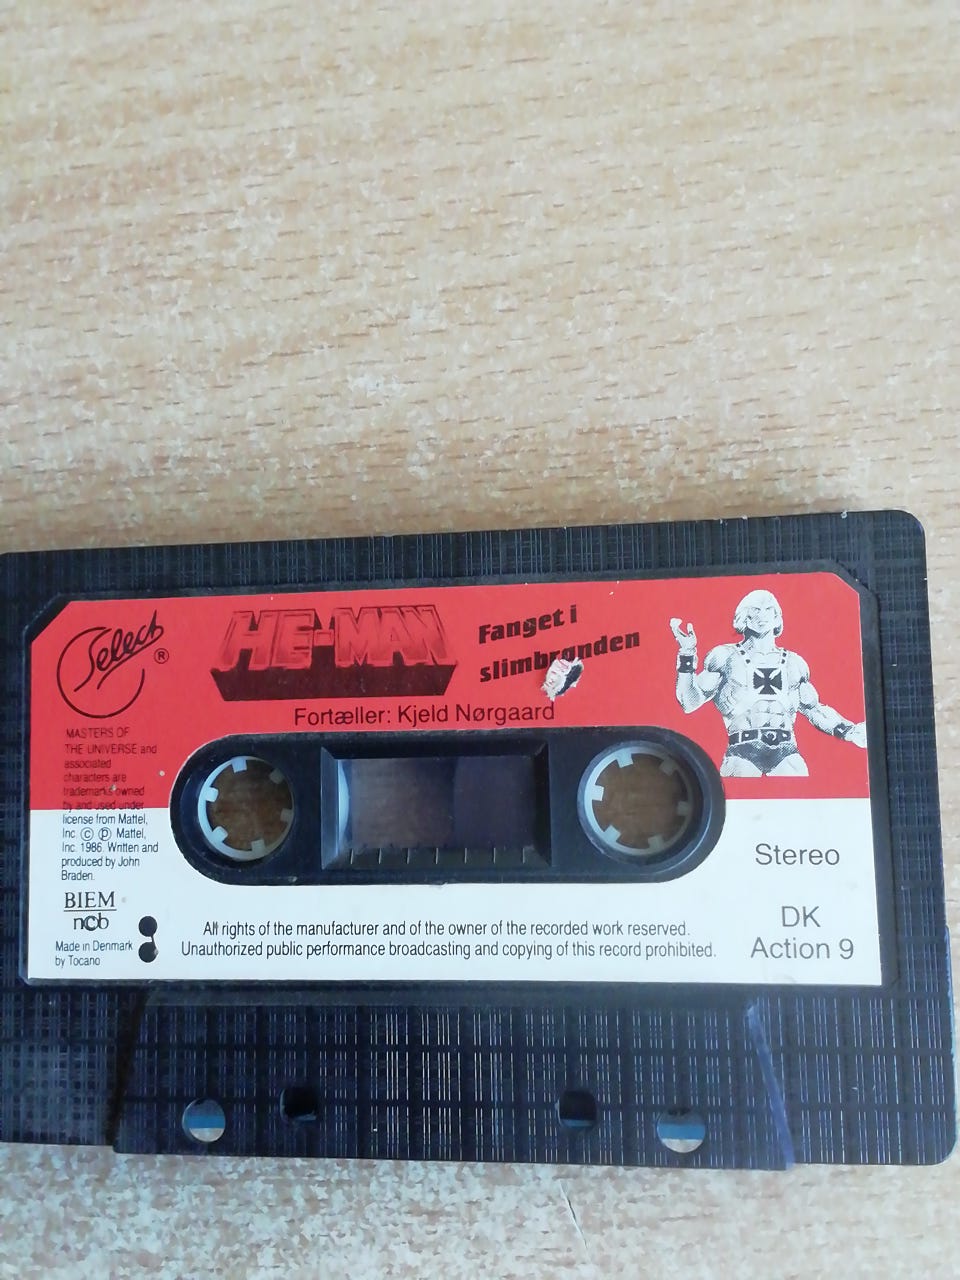 Select ®
HE-MAN
Fanget i
slimbrønden
Fortæller: Kjeld Nørgaard
MASTERS OF
THE UNIVERSE and
associated
characters are
trademarks owned
by and used under
license from Mattel,
Inc. © ℗ Mattel,
Inc. 1986. Written and
produced by John
Braden.
BIEM
ncb
Made in Denmark
by Tocano
All rights of the manufacturer and of the owner of the recorded work reserved.
Unauthorized public performance broadcasting and copying of this record prohibited.
Stereo
DK
Action 9